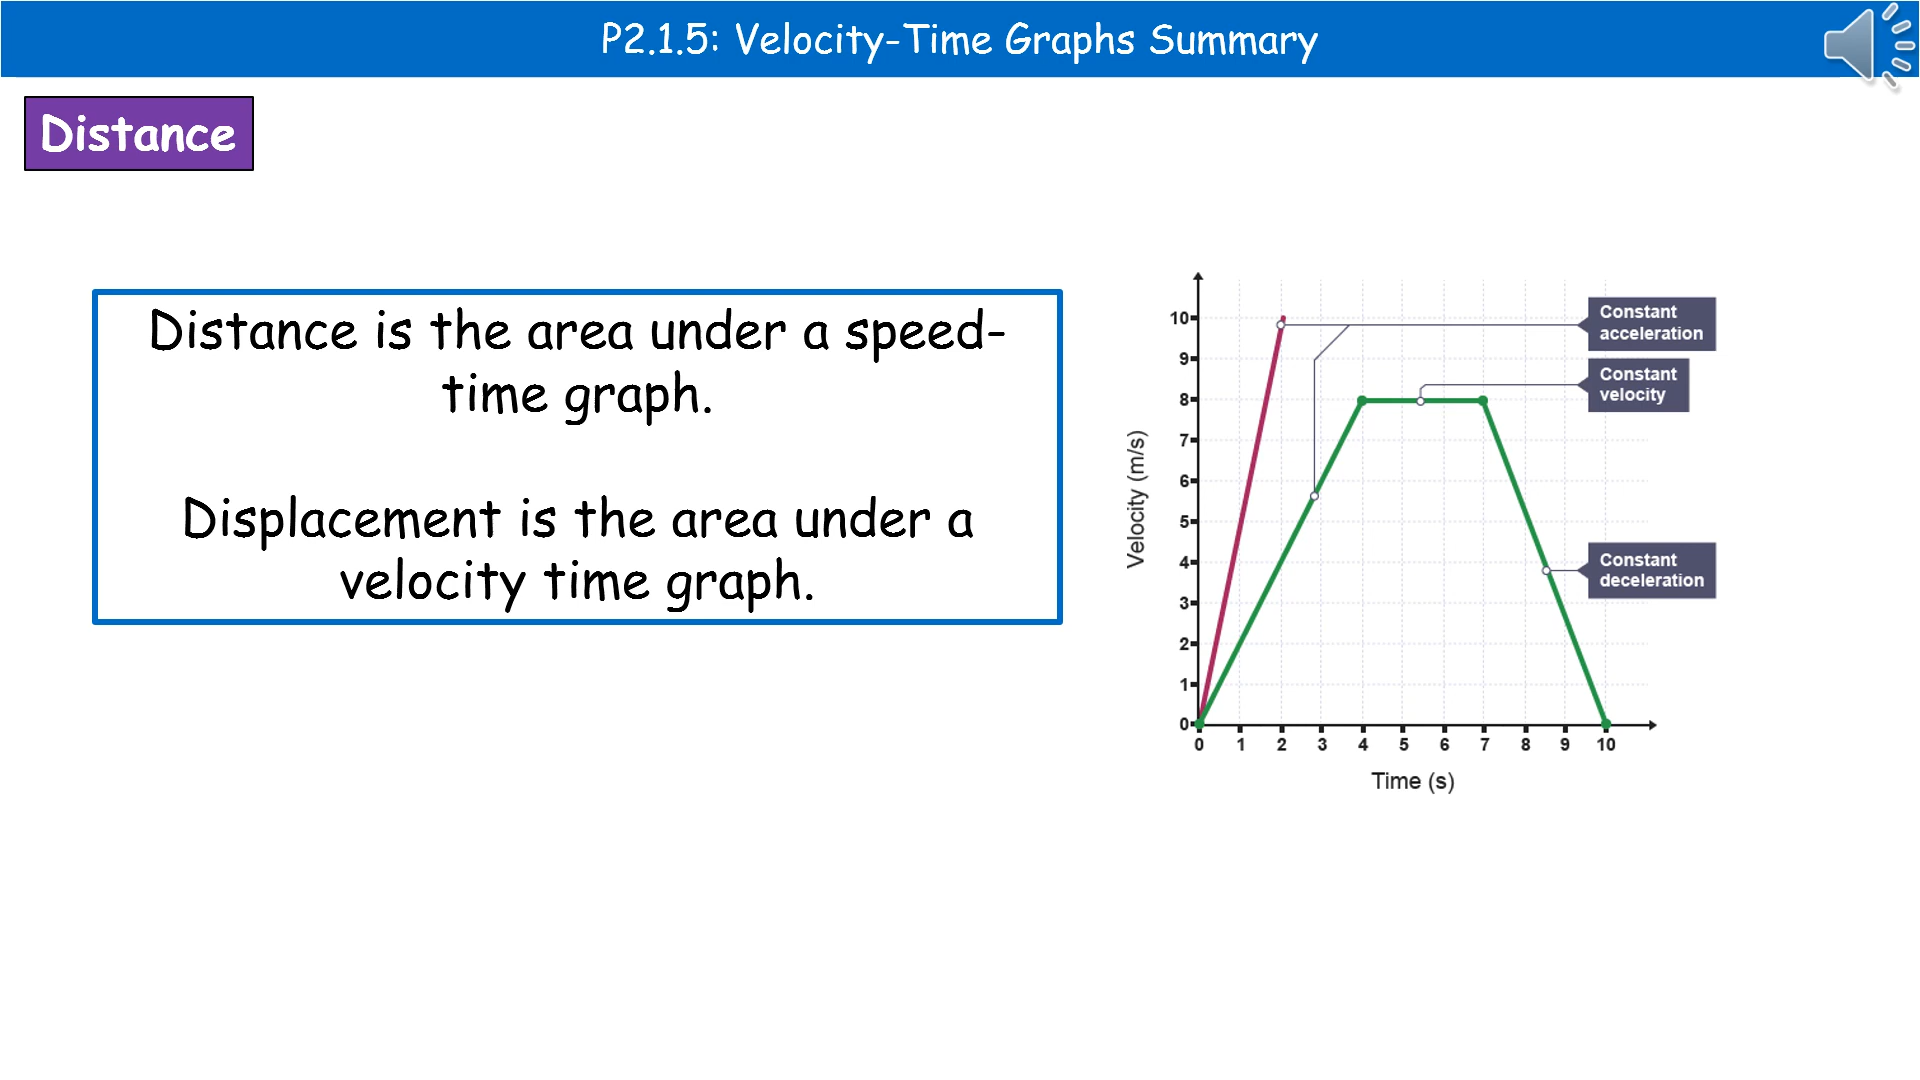 P2.1.5: Velocity-Time Graphs Summary
Distance
Distance is the area under a speed-
time graph.
Displacement is the area under a
velocity time graph.
Velocity (m/s)
10
9
8
7
6
5
4
3
2
1
0
0 1 2 3 4 5 6 7 8 9 10
Time (s)
Constant
acceleration
Constant
velocity
Constant
deceleration